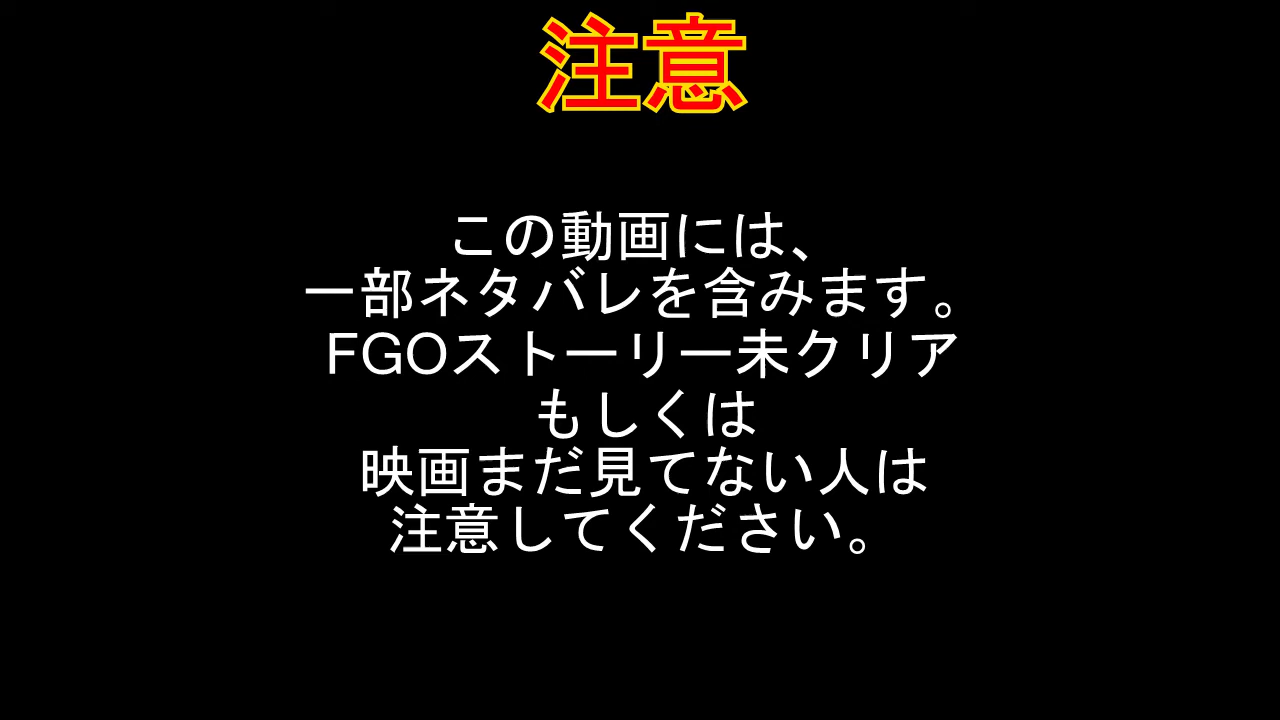 注意
この動画には、
一部ネタバレを含みます。
FGOストーリー未クリア
もしくは
映画まだ見てない人は
注意してください。